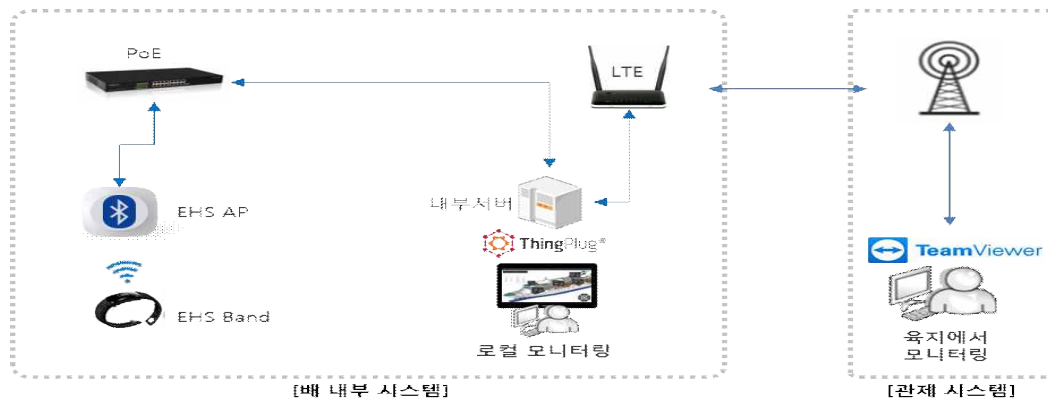 PoE
LTE
EHS AP
내부서버
ThingPlug®
TeamViewer
EHS Band
로컬 모니터링
육지에서
모니터링
[배 내부 시스템]
[관제 시스템]